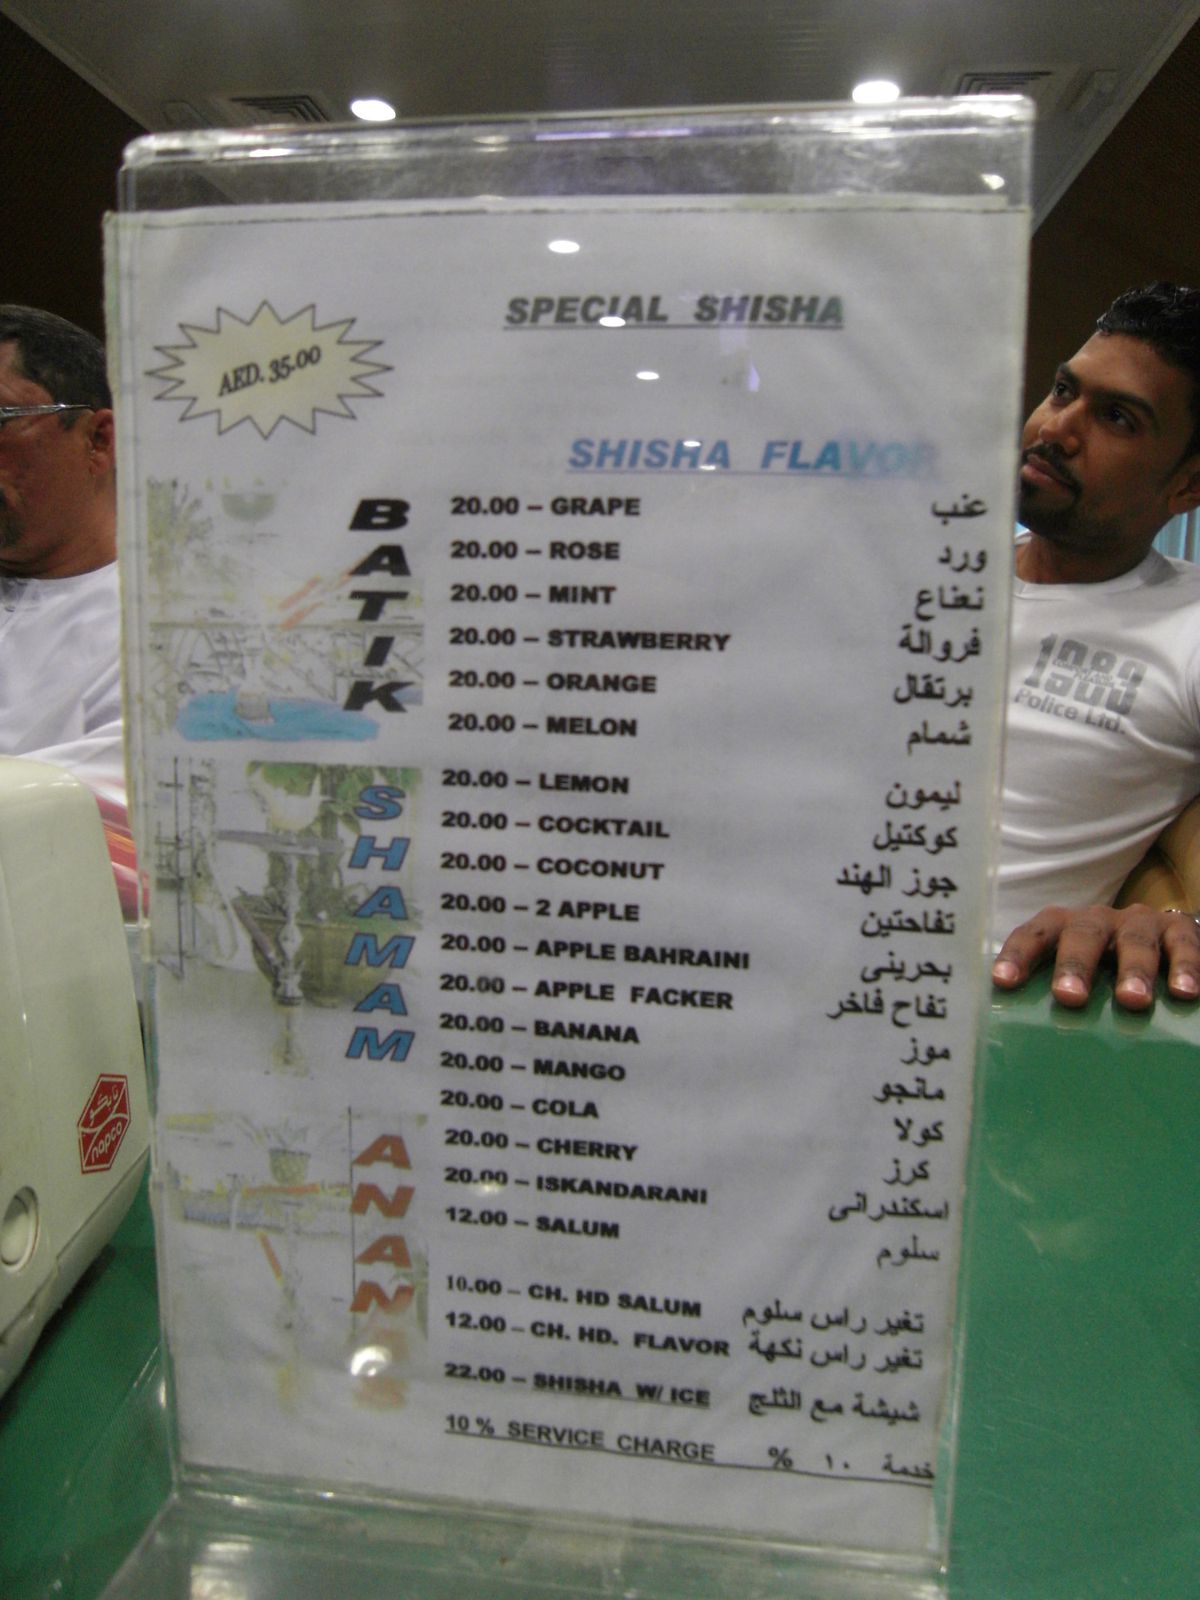 SPECIAL SHISHA
AED. 35.00
SHISHA FLAVOR
BATIK
SHAMAM
ANANAS
20.00 – GRAPE عنب
20.00 – ROSE ورد
20.00 – MINT نعناع
20.00 – STRAWBERRY فروالة
20.00 – ORANGE برتقال
20.00 – MELON شمام
20.00 – LEMON ليمون
20.00 – COCKTAIL كوكتيل
20.00 – COCONUT جوز الهند
20.00 – 2 APPLE تفاحتين
20.00 – APPLE BAHRAINI بحرينى
20.00 – APPLE FACKER تفاح فاخر
20.00 – BANANA موز
20.00 – MANGO مانجو
20.00 – COLA كولا
20.00 – CHERRY كرز
20.00 – ISKANDARANI اسكندرانى
12.00 – SALUM سلوم
10.00 – CH. HD SALUM تغير راس سلوم
12.00 – CH. HD. FLAVOR تغير راس نكهة
22.00 – SHISHA W/ ICE شيشة مع الثلج
10 % SERVICE CHARGE خدمة ١٠ %
نابكو
napco
1983
Police Ltd.